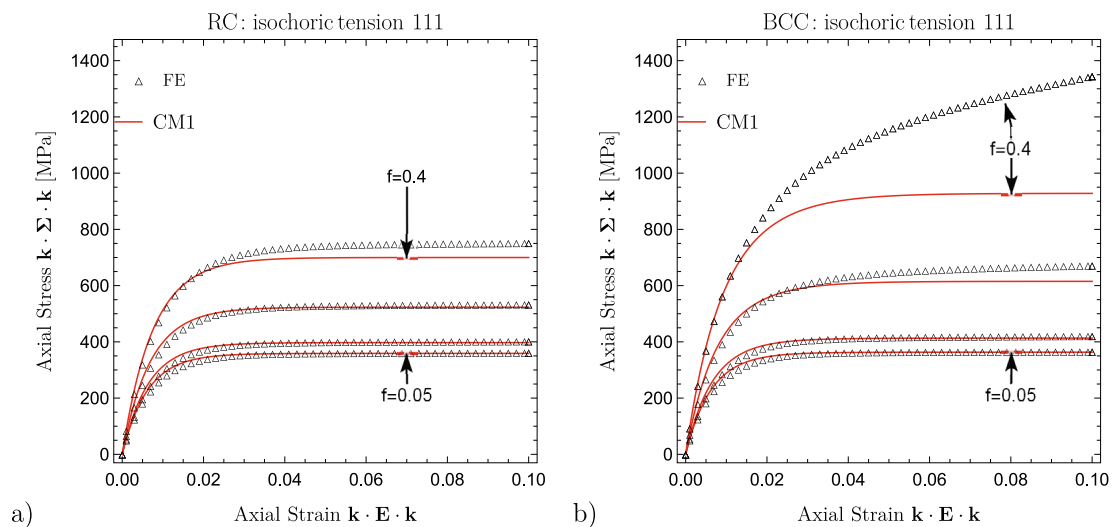 RC: isochoric tension 111
1400
1200
1000
800
600
400
200
0
Axial Stress k · Σ · k [MPa]
△ FE
CM1
f=0.4
f=0.05
0.00 0.02 0.04 0.06 0.08 0.10
a) Axial Strain k · E · k
BCC: isochoric tension 111
1400
1200
1000
800
600
400
200
0
Axial Stress k · Σ · k [MPa]
△ FE
CM1
f=0.4
f=0.05
0.00 0.02 0.04 0.06 0.08 0.10
b) Axial Strain k · E · k